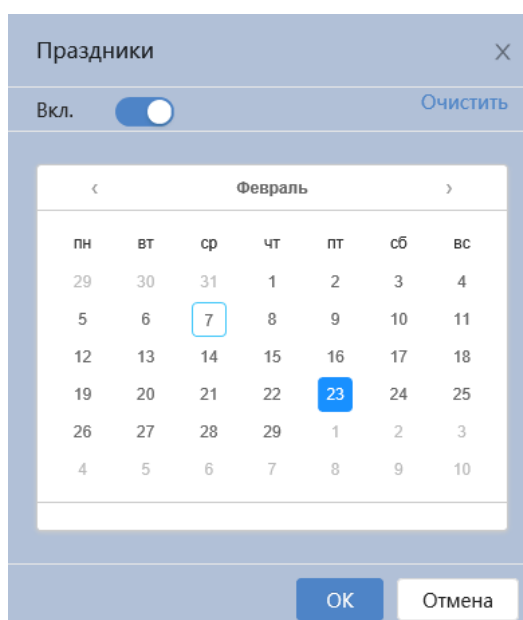 Праздники
Вкл. Очистить
Февраль
пн вт ср чт пт сб вс
29 30 31 1 2 3 4
5 6 7 8 9 10 11
12 13 14 15 16 17 18
19 20 21 22 23 24 25
26 27 28 29 1 2 3
4 5 6 7 8 9 10
OK Отмена